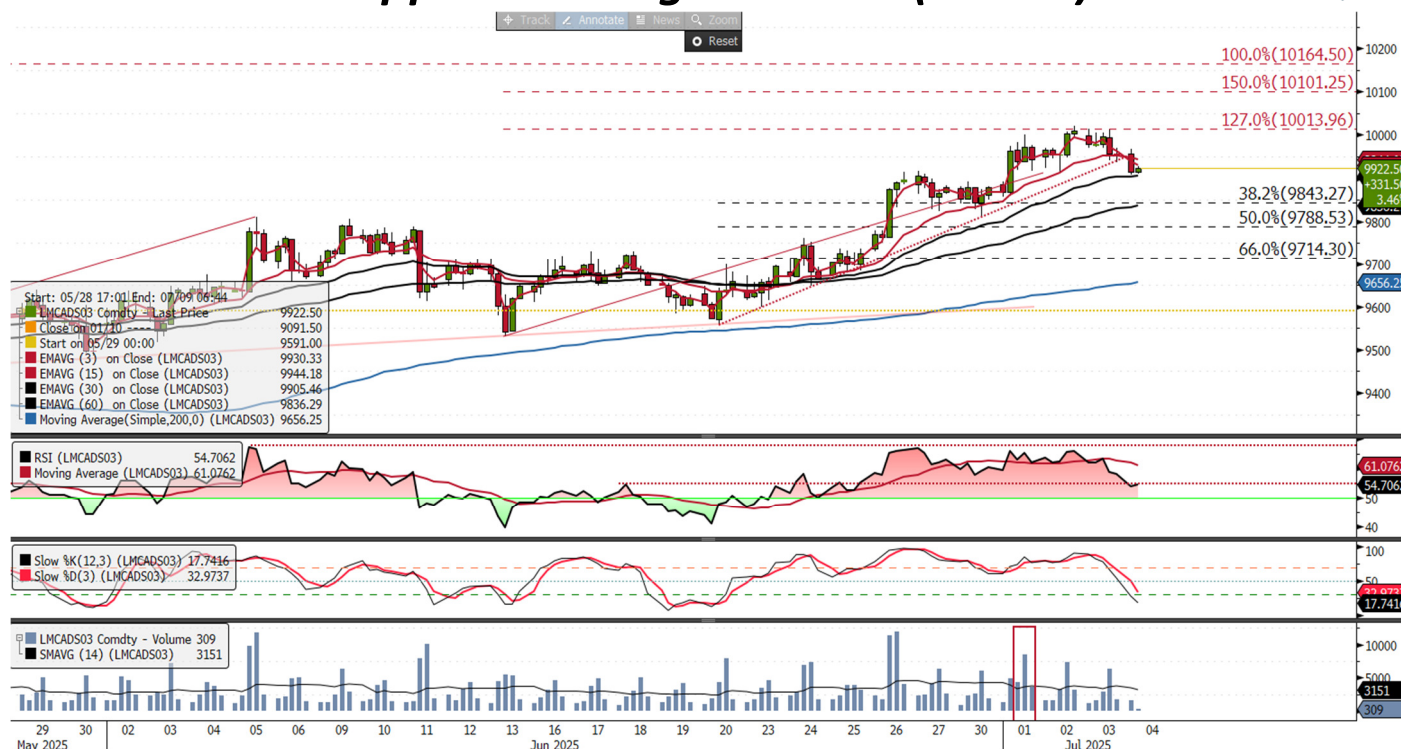 Track Annotate News Zoom
Reset
10200
100.0%(10164.50)
150.0%(10101.25)
10100
127.0%(10013.96)
10000
9922.50
+331.50
3.46
38.2%(9843.27)
50.0%(9788.53)
9800
66.0%(9714.30)
9700
9656.25
9600
9500
9400
Start: 05/28 17:01 End: 07/09 06:44
LMCADS03 Comdty - Last Price 9922.50
Close on 01/10 ---- 9091.50
Start on 05/29 00:00 9591.00
EMAVG (3) on Close (LMCADS03) 9930.33
EMAVG (15) on Close (LMCADS03) 9944.18
EMAVG (30) on Close (LMCADS03) 9905.46
EMAVG (60) on Close (LMCADS03) 9836.29
Moving Average(Simple,200,0) (LMCADS03) 9656.25
RSI (LMCADS03) 54.7062
Moving Average (LMCADS03) 61.0762
61.0762
54.7062
50
40
Slow %K(12,3) (LMCADS03) 17.7416
Slow %D(3) (LMCADS03) 32.9737
100
50
32.9737
17.7416
LMCADS03 Comdty - Volume 309
SMAVG (14) (LMCADS03) 3151
10000
5000
3151
309
29 30 02 03 04 05 06 09 10 11 12 13 16 17 18 19 20 23 24 25 26 27 30 01 02 03 04
May 2025 Jun 2025 Jul 2025